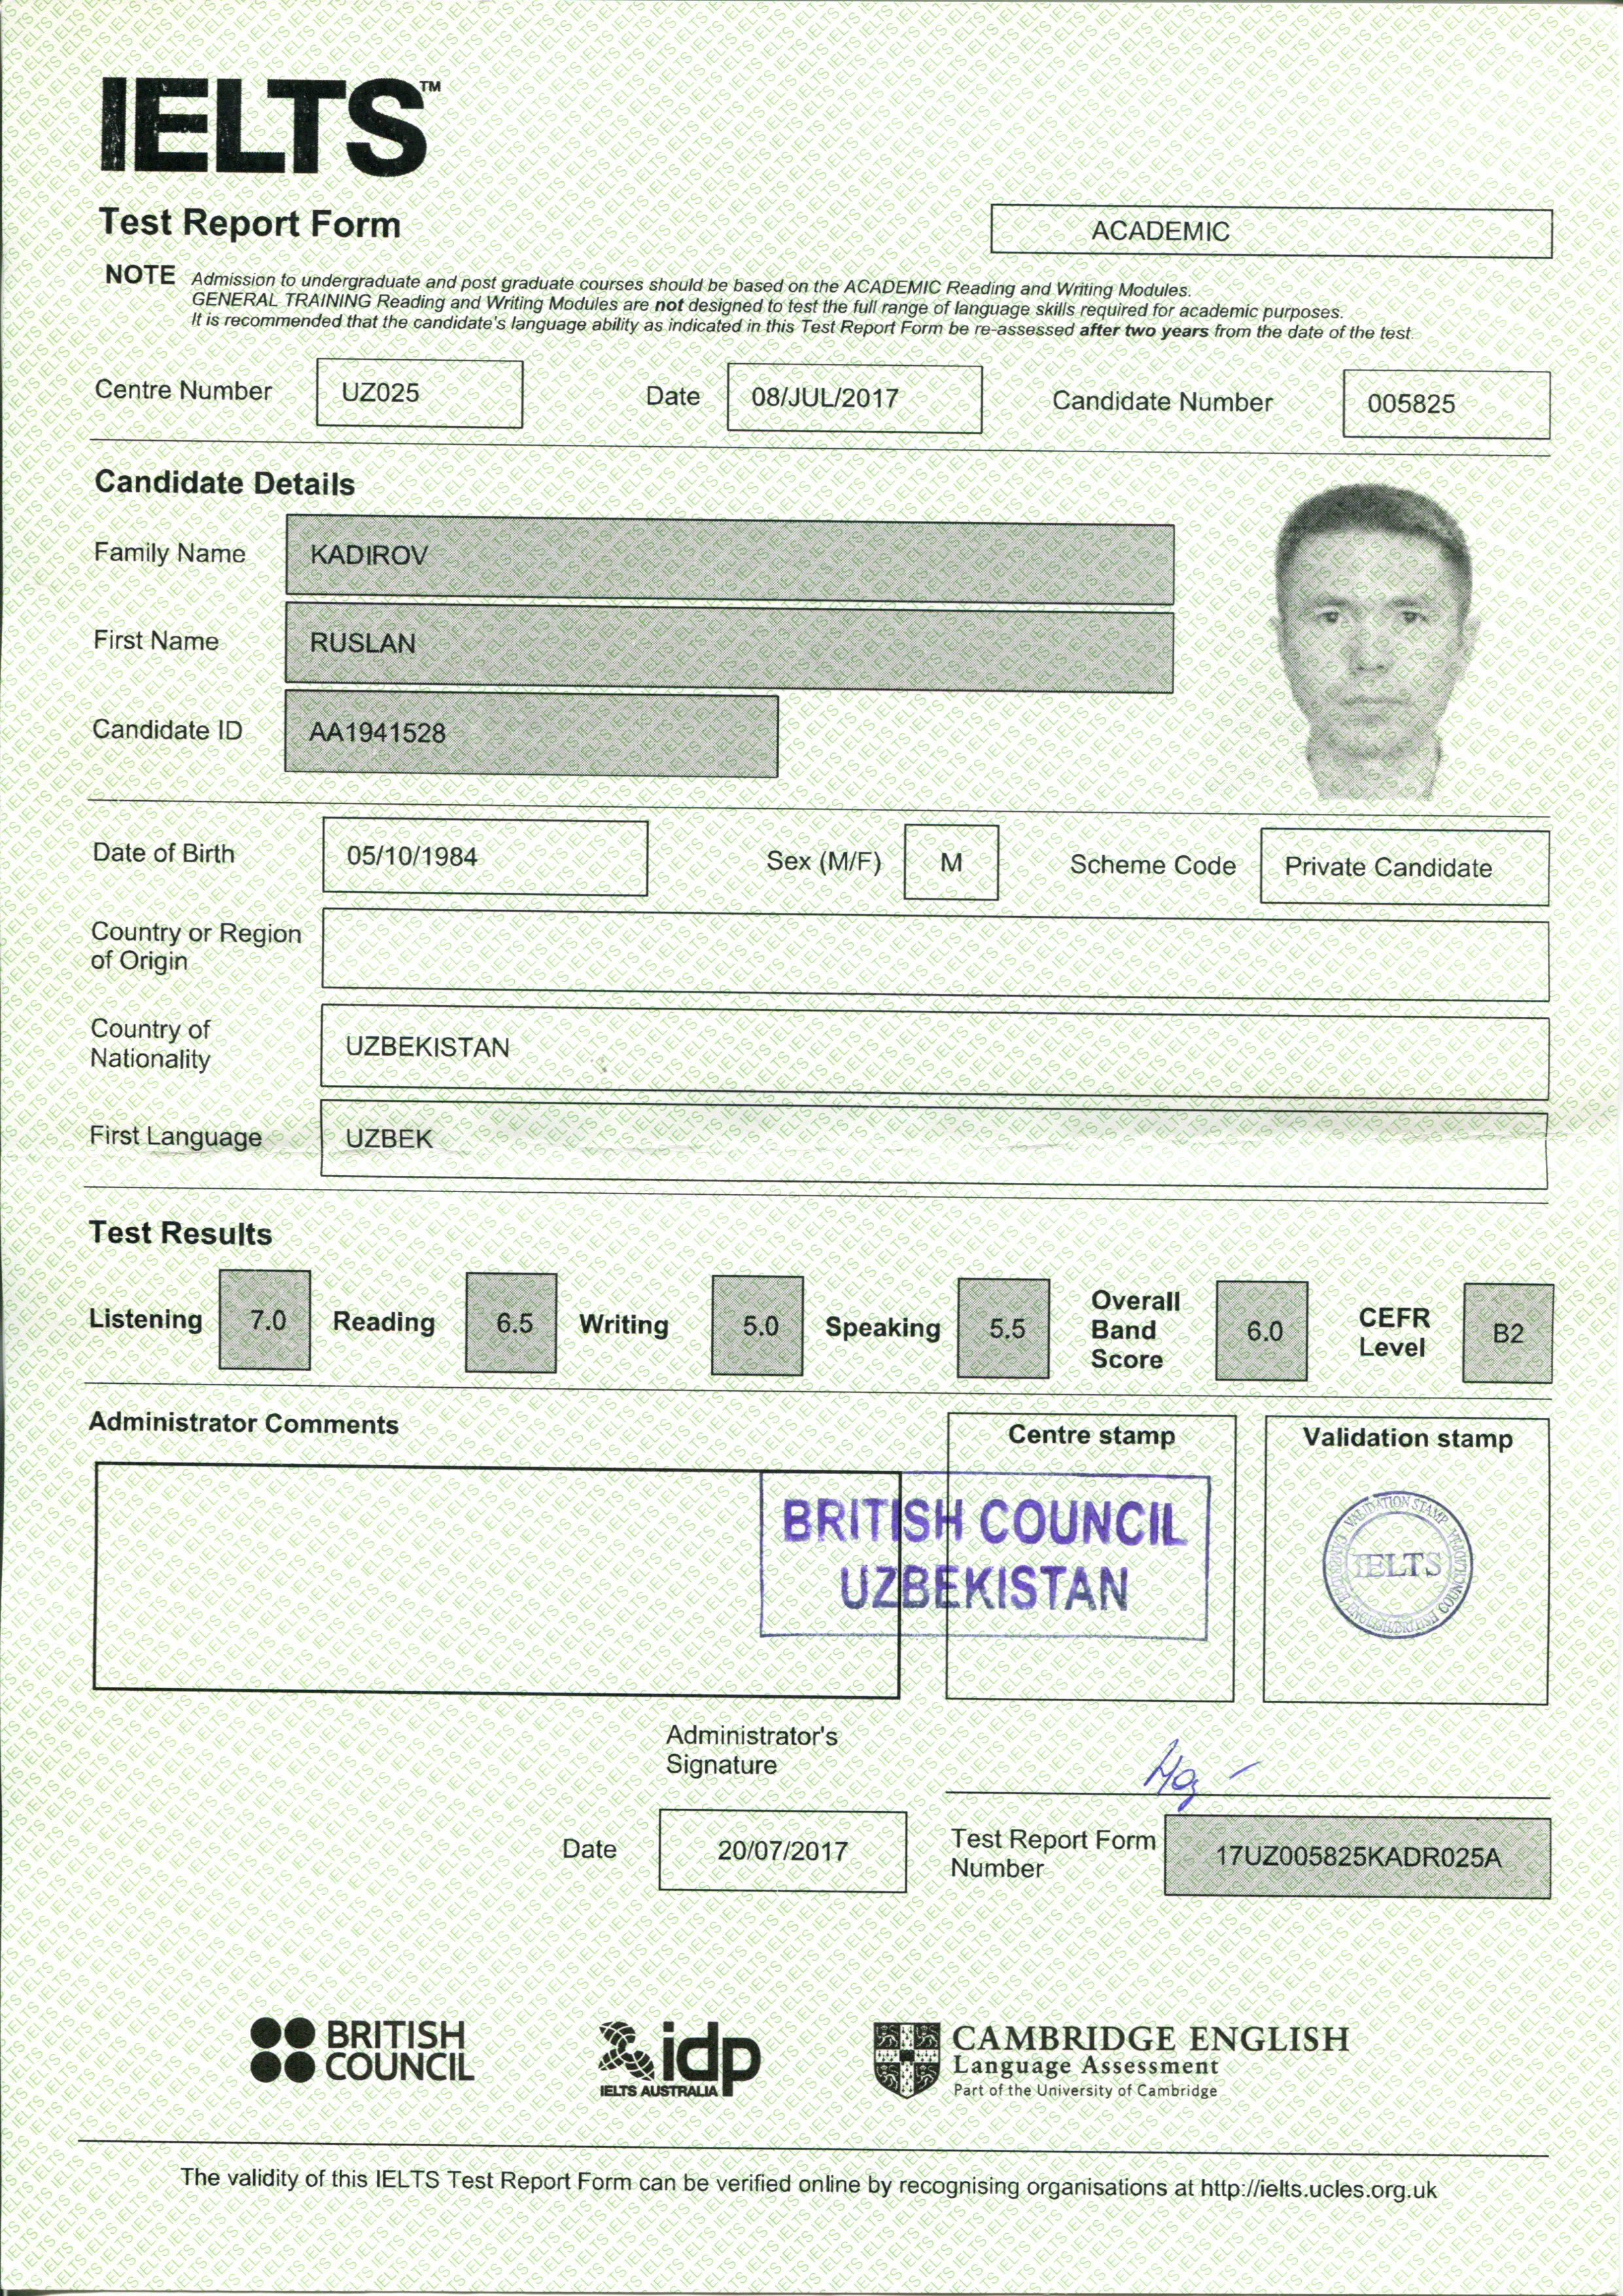 IELTS™
Test Report Form
ACADEMIC
NOTE Admission to undergraduate and post graduate courses should be based on the ACADEMIC Reading and Writing Modules.
GENERAL TRAINING Reading and Writing Modules are not designed to test the full range of language skills required for academic purposes.
It is recommended that the candidate's language ability as indicated in this Test Report Form be re-assessed after two years from the date of the test.
Centre Number UZ025 Date 08/JUL/2017 Candidate Number 005825
Candidate Details
Family Name KADIROV
First Name RUSLAN
Candidate ID AA1941528
Date of Birth 05/10/1984 Sex (M/F) M Scheme Code Private Candidate
Country or Region
of Origin
Country of
Nationality
UZBEKISTAN
First Language UZBEK
Test Results
Listening 7.0 Reading 6.5 Writing 5.0 Speaking 5.5 Overall Band Score 6.0 CEFR Level B2
Administrator Comments
Centre stamp
Validation stamp
BRITISH COUNCIL
UZBEKISTAN
VALIDATION STAMP
IELTS
Administrator's
Signature
Date 20/07/2017
Test Report Form
Number
17UZ005825KADR025A
BRITISH
COUNCIL
idp
IELTS AUSTRALIA
CAMBRIDGE ENGLISH
Language Assessment
Part of the University of Cambridge
The validity of this IELTS Test Report Form can be verified online by recognising organisations at http://ielts.ucles.org.uk